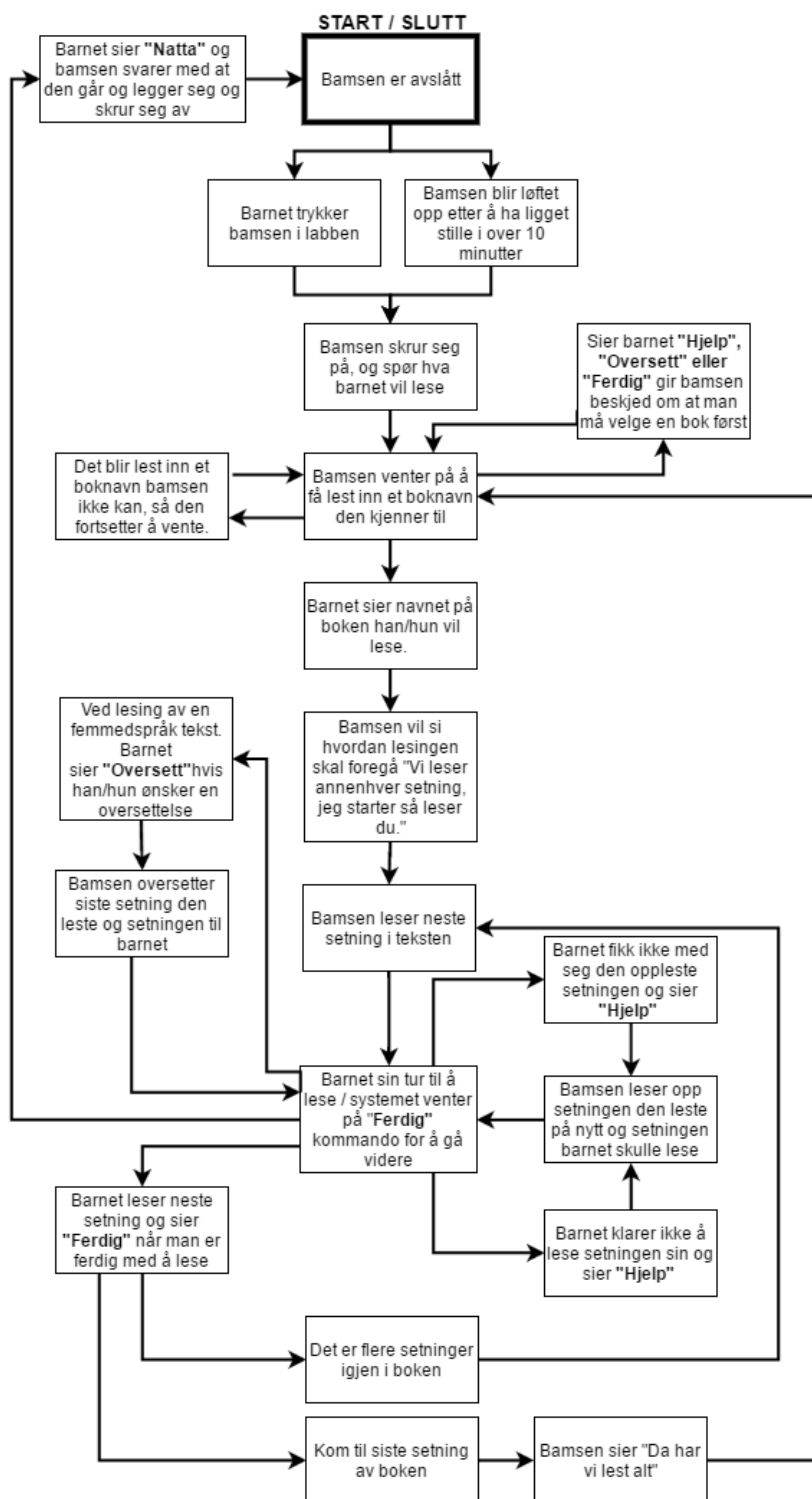 START / SLUTT
Barnet sier "Natta" og
bamsen svarer med at
den går og legger seg og
skrur seg av
Bamsen er avslått
Barnet trykker
bamsen i labben
Bamsen blir løftet
opp etter å ha ligget
stille i over 10
minutter
Bamsen skrur seg
på, og spør hva
barnet vil lese
Sier barnet "Hjelp",
"Oversett" eller
"Ferdig" gir bamsen
beskjed om at man
må velge en bok først
Det blir lest inn et
boknavn bamsen
ikke kan, så den
fortsetter å vente.
Bamsen venter på å
få lest inn et boknavn
den kjenner til
Barnet sier navnet på
boken han/hun vil
lese.
Ved lesing av en
femmedspråk tekst.
Barnet
sier "Oversett"hvis
han/hun ønsker en
oversettelse
Bamsen vil si
hvordan lesingen
skal foregå "Vi leser
annenhver setning,
jeg starter så leser
du."
Bamsen oversetter
siste setning den
leste og setningen til
barnet
Bamsen leser neste
setning i teksten
Barnet fikk ikke med
seg den oppleste
setningen og sier
"Hjelp"
Barnet sin tur til å
lese / systemet venter
på "Ferdig"
kommando for å gå
videre
Bamsen leser opp
setningen den leste
på nytt og setningen
barnet skulle lese
Barnet leser neste
setning og sier
"Ferdig" når man er
ferdig med å lese
Barnet klarer ikke å
lese setningen sin og
sier "Hjelp"
Det er flere setninger
igjen i boken
Kom til siste setning
av boken
Bamsen sier "Da har
vi lest alt"